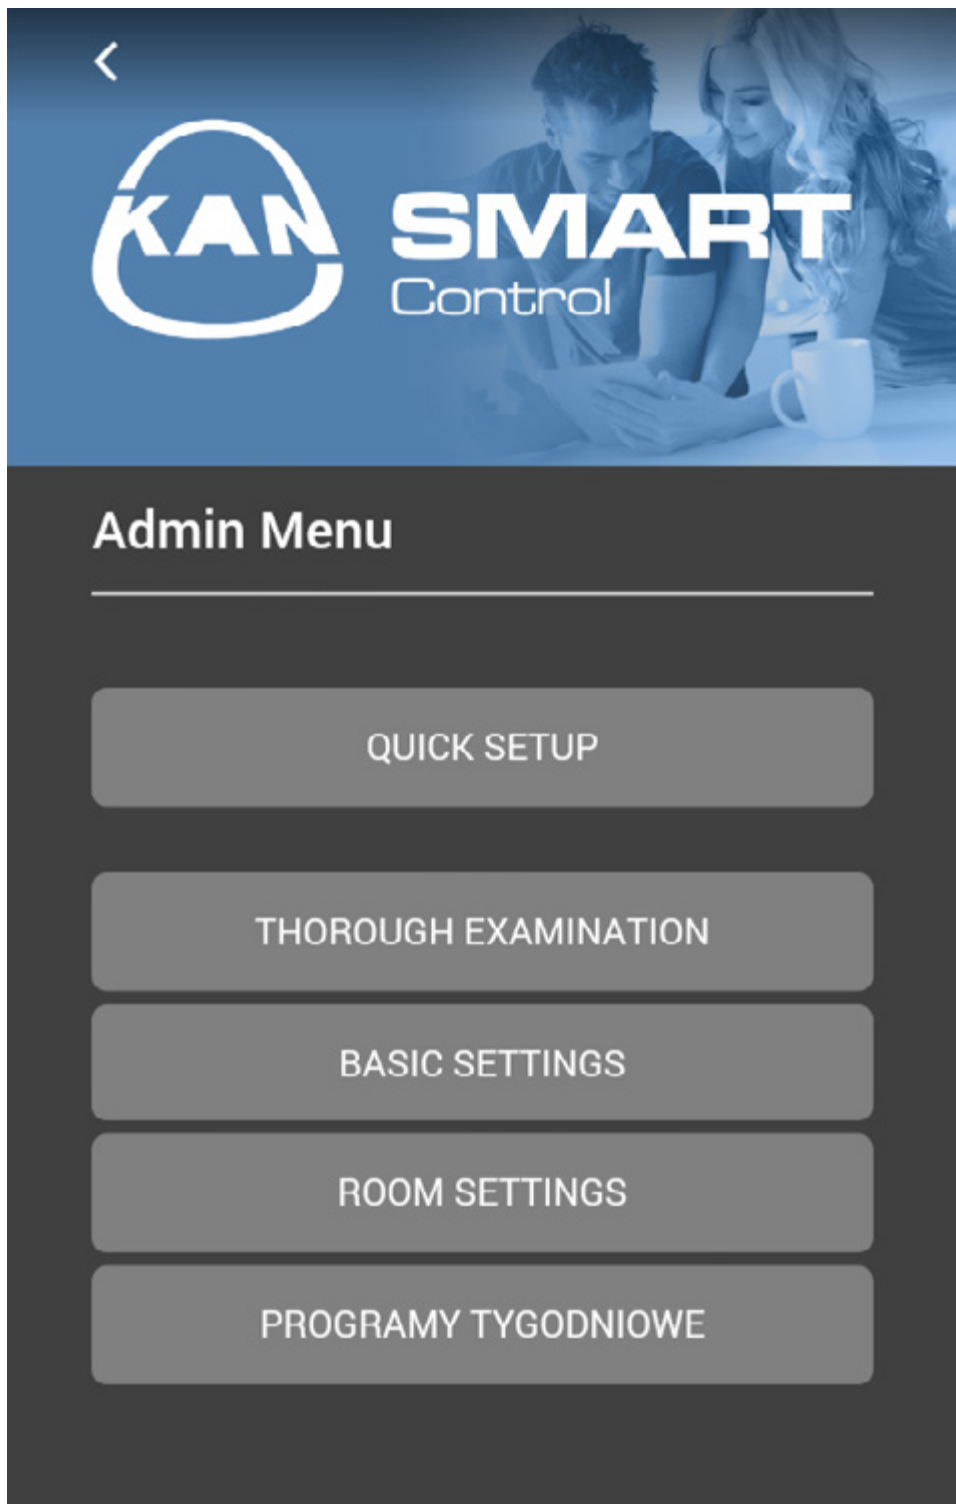 KAN
SMART
Control
Admin Menu
QUICK SETUP
THOROUGH EXAMINATION
BASIC SETTINGS
ROOM SETTINGS
PROGRAMY TYGODNIOWE